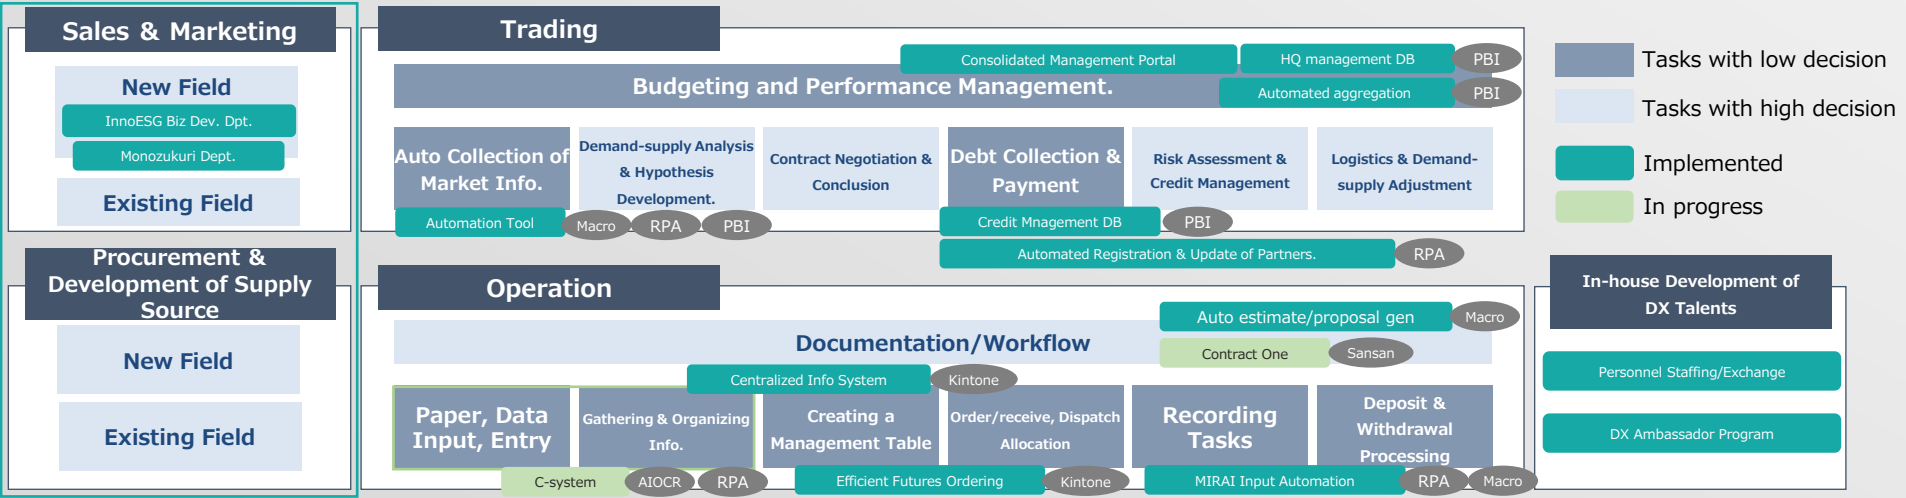 Sales & Marketing
New Field
InnoESG Biz Dev. Dpt.
Monozukuri Dept.
Existing Field
Procurement &
Development of Supply
Source
New Field
Existing Field
Trading
Consolidated Management Portal
HQ management DB
PBI
Budgeting and Performance Management.
Automated aggregation
PBI
Auto Collection of
Market Info.
Demand-supply Analysis
& Hypothesis
Development.
Contract Negotiation &
Conclusion
Debt Collection &
Payment
Risk Assessment &
Credit Management
Logistics & Demand-
supply Adjustment
Automation Tool
Macro
RPA
PBI
Credit Mnagement DB
PBI
Automated Registration & Update of Partners.
RPA
Operation
Auto estimate/proposal gen
Macro
Documentation/Workflow
Contract One
Sansan
Centralized Info System
Kintone
Paper, Data
Input, Entry
Gathering & Organizing
Info.
Creating a
Management Table
Order/receive, Dispatch
Allocation
Recording
Tasks
Deposit &
Withdrawal
Processing
C-system
AIOCR
RPA
Efficient Futures Ordering
Kintone
MIRAI Input Automation
RPA
Macro
Tasks with low decision
Tasks with high decision
Implemented
In progress
In-house Development of
DX Talents
Personnel Staffing/Exchange
DX Ambassador Program